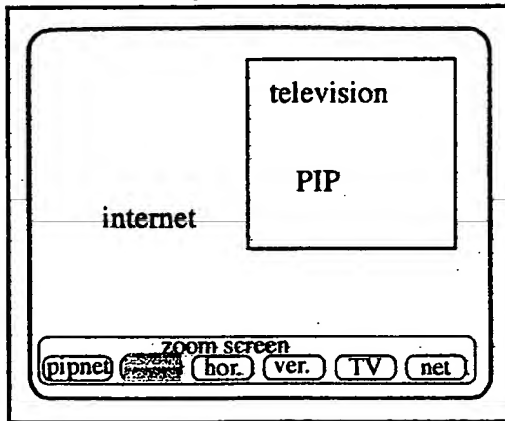 television
PIP
internet
zoom screen
pipnet hor. ver. TV net